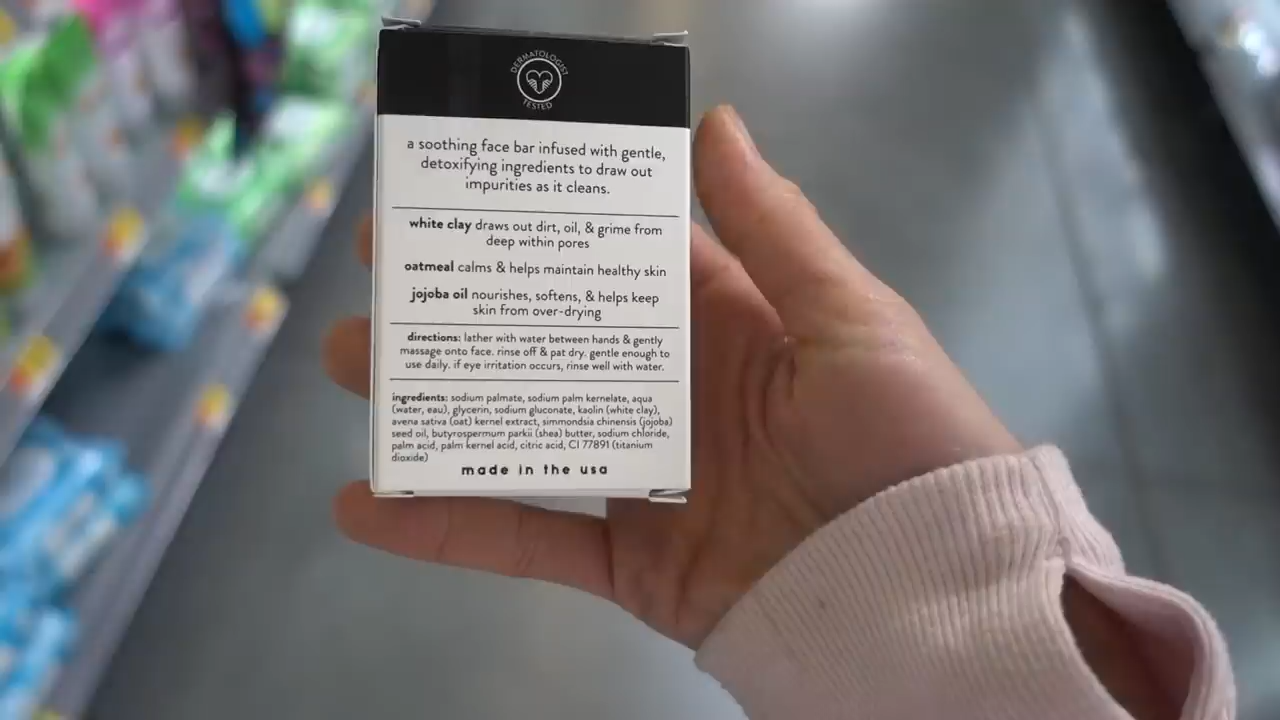 DERMATOLOGIST
TESTED
a soothing face bar infused with gentle,
detoxifying ingredients to draw out
impurities as it cleans.
white clay draws out dirt, oil, & grime from
deep within pores
oatmeal calms & helps maintain healthy skin
jojoba oil nourishes, softens, & helps keep
skin from over-drying
directions: lather with water between hands & gently
massage onto face. rinse off & pat dry. gentle enough to
use daily. if eye irritation occurs, rinse well with water.
ingredients: sodium palmate, sodium palm kernelate, aqua
(water, eau), glycerin, sodium gluconate, kaolin (white clay),
avena sativa (oat) kernel extract, simmondsia chinensis (jojoba)
seed oil, butyrospermum parkii (shea) butter, sodium chloride,
palm acid, palm kernel acid, citric acid, CI 77891 (titanium
dioxide)
made in the usa